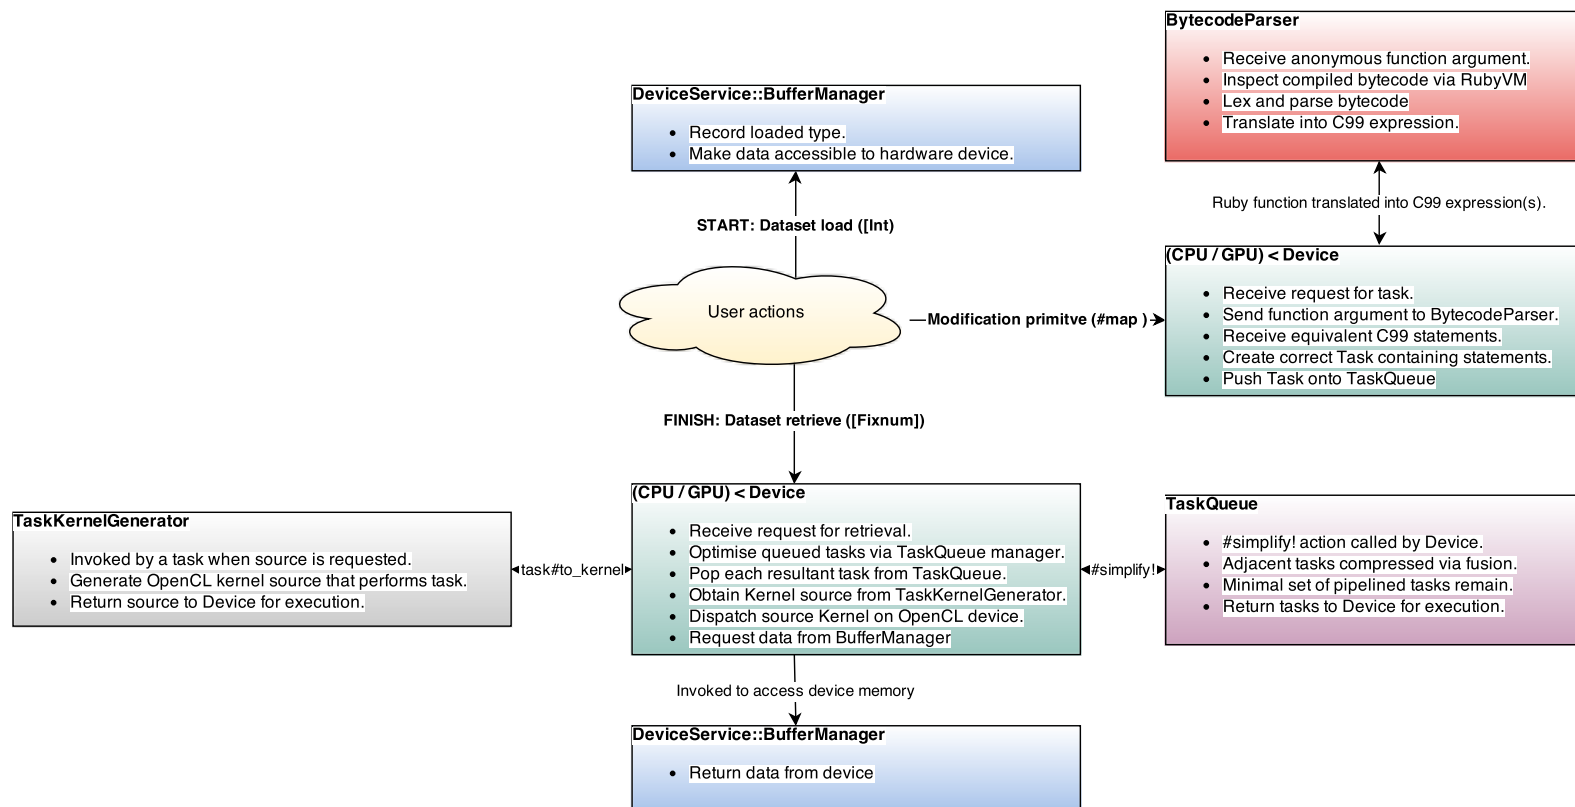 BytecodeParser
• Receive anonymous function argument.
• Inspect compiled bytecode via RubyVM
• Lex and parse bytecode
• Translate into C99 expression.
DeviceService::BufferManager
• Record loaded type.
• Make data accessible to hardware device.
Ruby function translated into C99 expression(s).
START: Dataset load ([Int)
(CPU / GPU) < Device
• Receive request for task.
• Send function argument to BytecodeParser.
• Receive equivalent C99 statements.
• Create correct Task containing statements.
• Push Task onto TaskQueue
User actions
Modification primitve (#map )
FINISH: Dataset retrieve ([Fixnum])
(CPU / GPU) < Device
• Receive request for retrieval.
• Optimise queued tasks via TaskQueue manager.
• Pop each resultant task from TaskQueue.
• Obtain Kernel source from TaskKernelGenerator.
• Dispatch source Kernel on OpenCL device.
• Request data from BufferManager
TaskKernelGenerator
• Invoked by a task when source is requested.
• Generate OpenCL kernel source that performs task.
• Return source to Device for execution.
task#to_kernel
#simplify!
TaskQueue
• #simplify! action called by Device.
• Adjacent tasks compressed via fusion.
• Minimal set of pipelined tasks remain.
• Return tasks to Device for execution.
Invoked to access device memory
DeviceService::BufferManager
• Return data from device